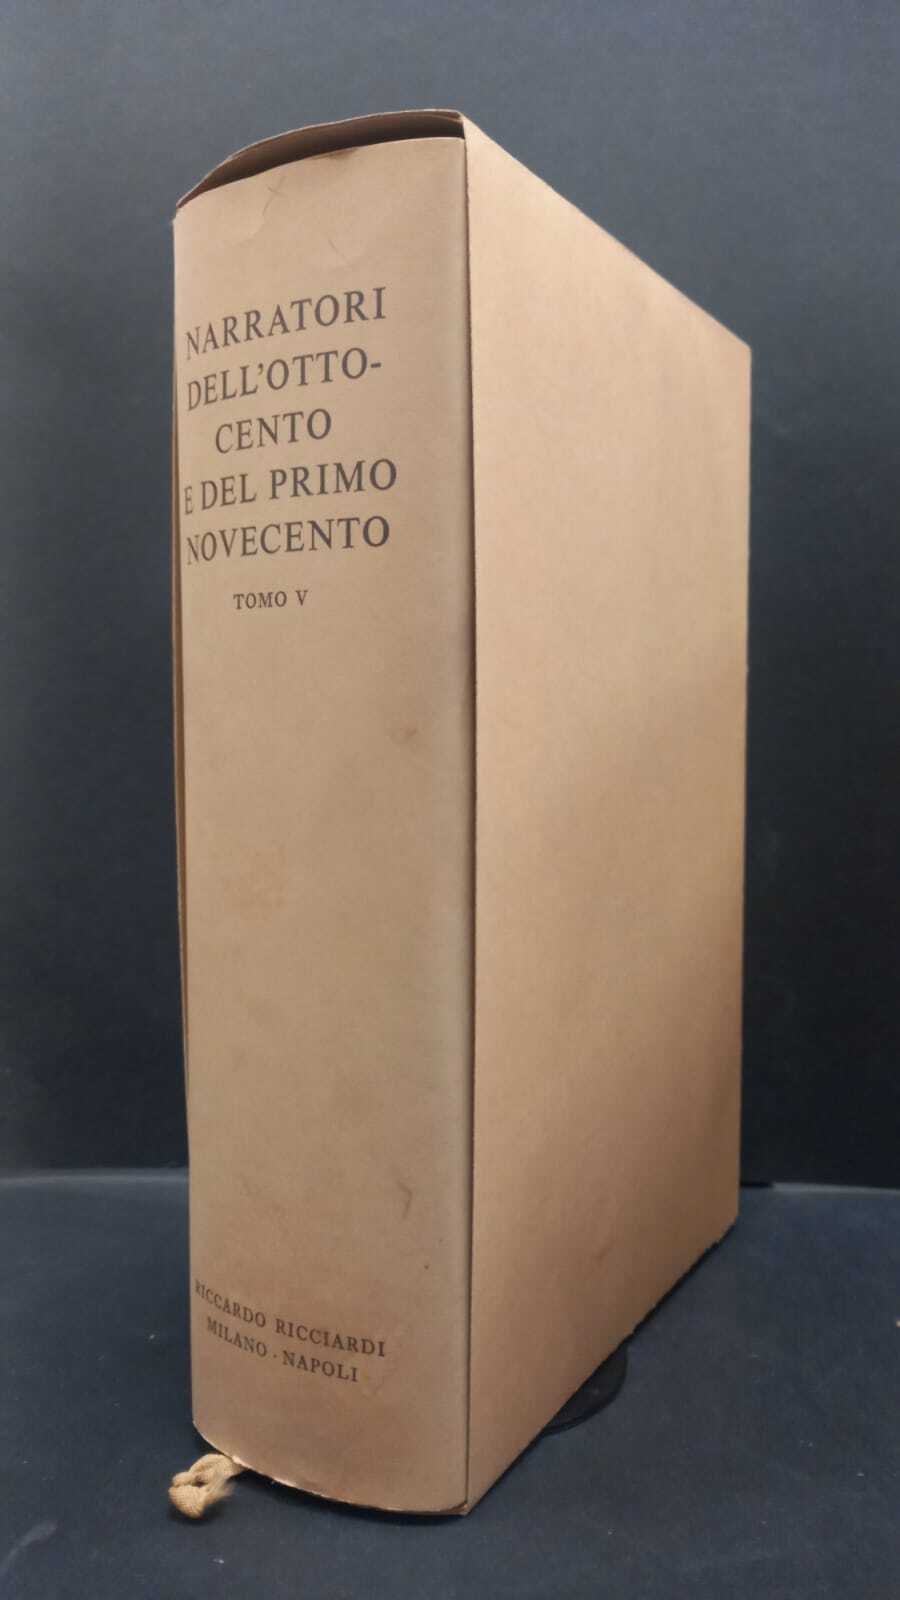 NARRATORI
DELL'OTTO-
CENTO
E DEL PRIMO
NOVECENTO
TOMO V
RICCARDO RICCIARDI
MILANO · NAPOLI